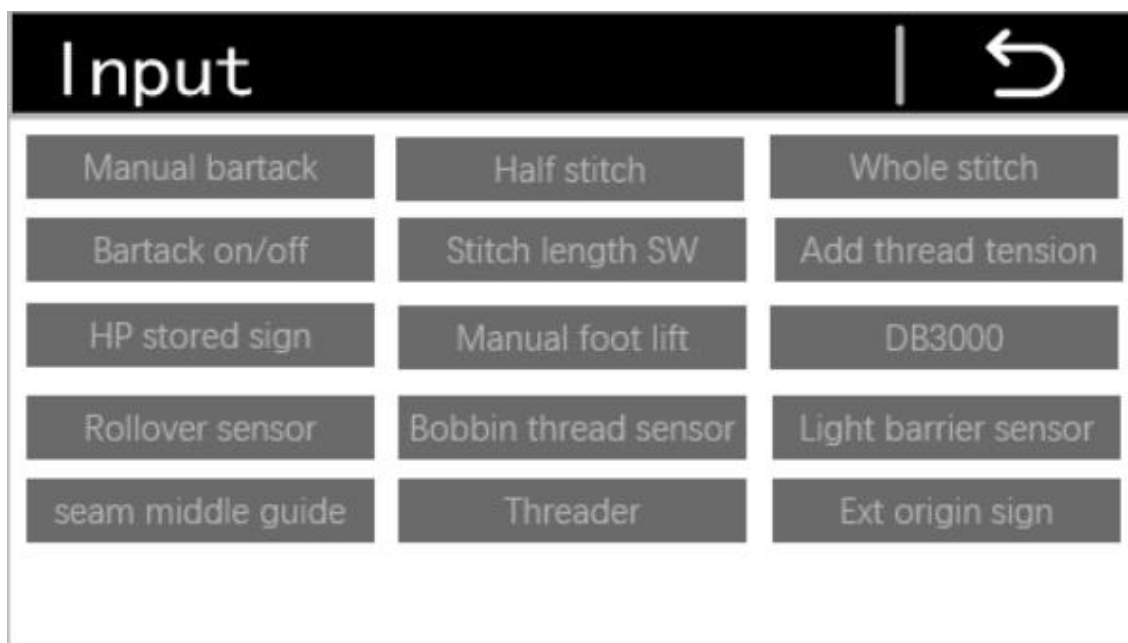 Input
Manual bartack
Half stitch
Whole stitch
Bartack on/off
Stitch length SW
Add thread tension
HP stored sign
Manual foot lift
DB3000
Rollover sensor
Bobbin thread sensor
Light barrier sensor
seam middle guide
Threader
Ext origin sign